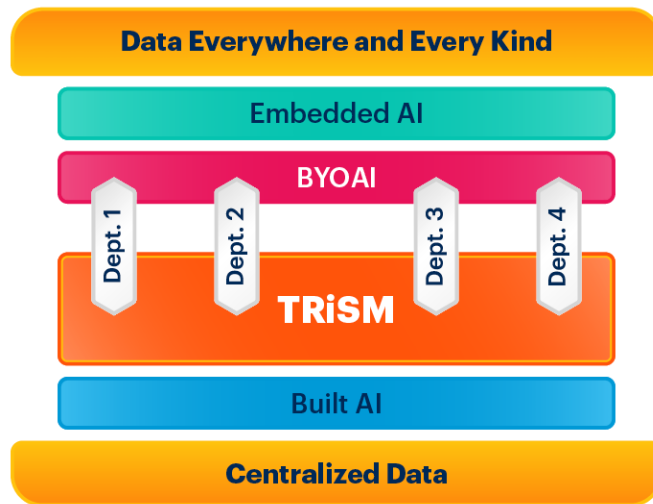 Data Everywhere and Every Kind
Embedded AI
BYOAI
Dept. 1
Dept. 2
Dept. 3
Dept. 4
TRiSM
Built AI
Centralized Data